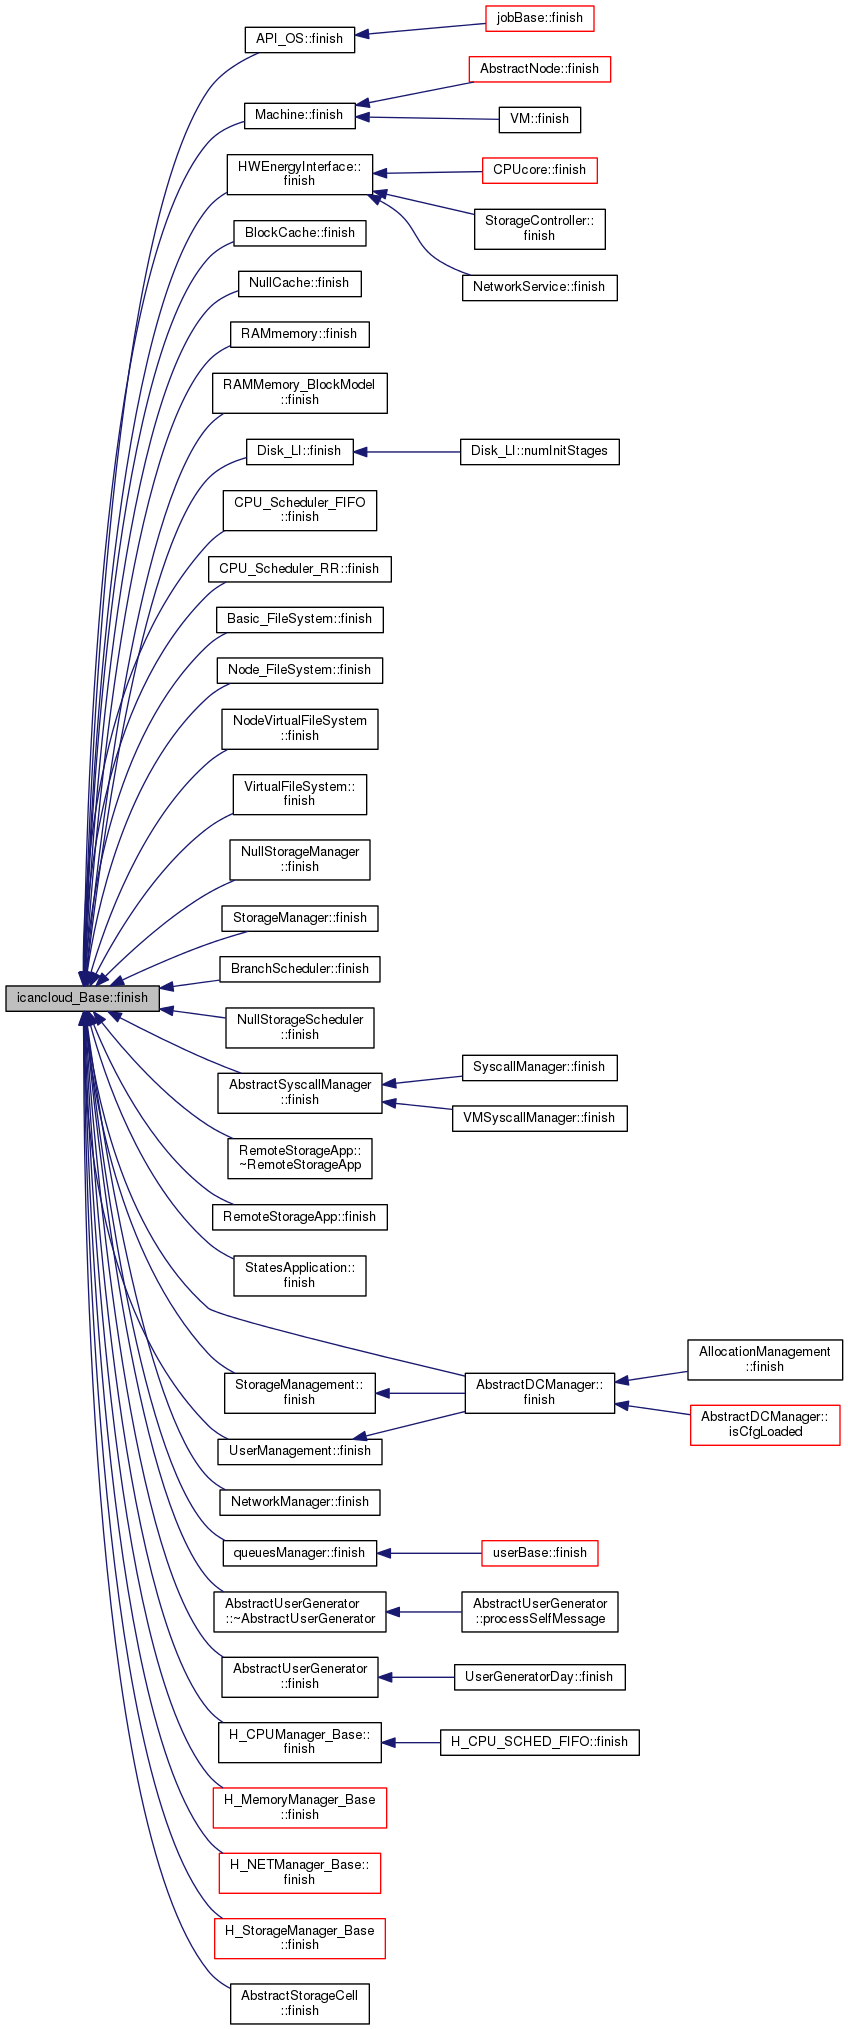 API_OS::finish
jobBase::finish
Machine::finish
AbstractNode::finish
VM::finish
HWEnergyInterface::
finish
CPUcore::finish
StorageController::
finish
NetworkService::finish
BlockCache::finish
NullCache::finish
RAMmemory::finish
RAMMemory_BlockModel
::finish
Disk_LI::finish
Disk_LI::numInitStages
CPU_Scheduler_FIFO
::finish
CPU_Scheduler_RR::finish
Basic_FileSystem::finish
Node_FileSystem::finish
NodeVirtualFileSystem
::finish
VirtualFileSystem::
finish
NullStorageManager
::finish
StorageManager::finish
BranchScheduler::finish
icancloud_Base::finish
NullStorageScheduler
::finish
AbstractSyscallManager
::finish
SyscallManager::finish
VMSyscallManager::finish
RemoteStorageApp::
~RemoteStorageApp
RemoteStorageApp::finish
StatesApplication::
finish
StorageManagement::
finish
AbstractDCManager::
finish
AllocationManagement
::finish
AbstractDCManager::
isCfgLoaded
UserManagement::finish
NetworkManager::finish
queuesManager::finish
userBase::finish
AbstractUserGenerator
::~AbstractUserGenerator
AbstractUserGenerator
::processSelfMessage
AbstractUserGenerator
::finish
UserGeneratorDay::finish
H_CPUManager_Base::
finish
H_CPU_SCHED_FIFO::finish
H_MemoryManager_Base
::finish
H_NETManager_Base::
finish
H_StorageManager_Base
::finish
AbstractStorageCell
::finish